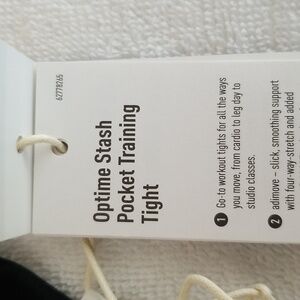 62778265
Optime Stash
Pocket Training
Tight
1 Go-to workout tights for all the ways
you move, from cardio to leg day to
studio classes.
2 adimove – slick, smoothing support
with four-way-stretch and added